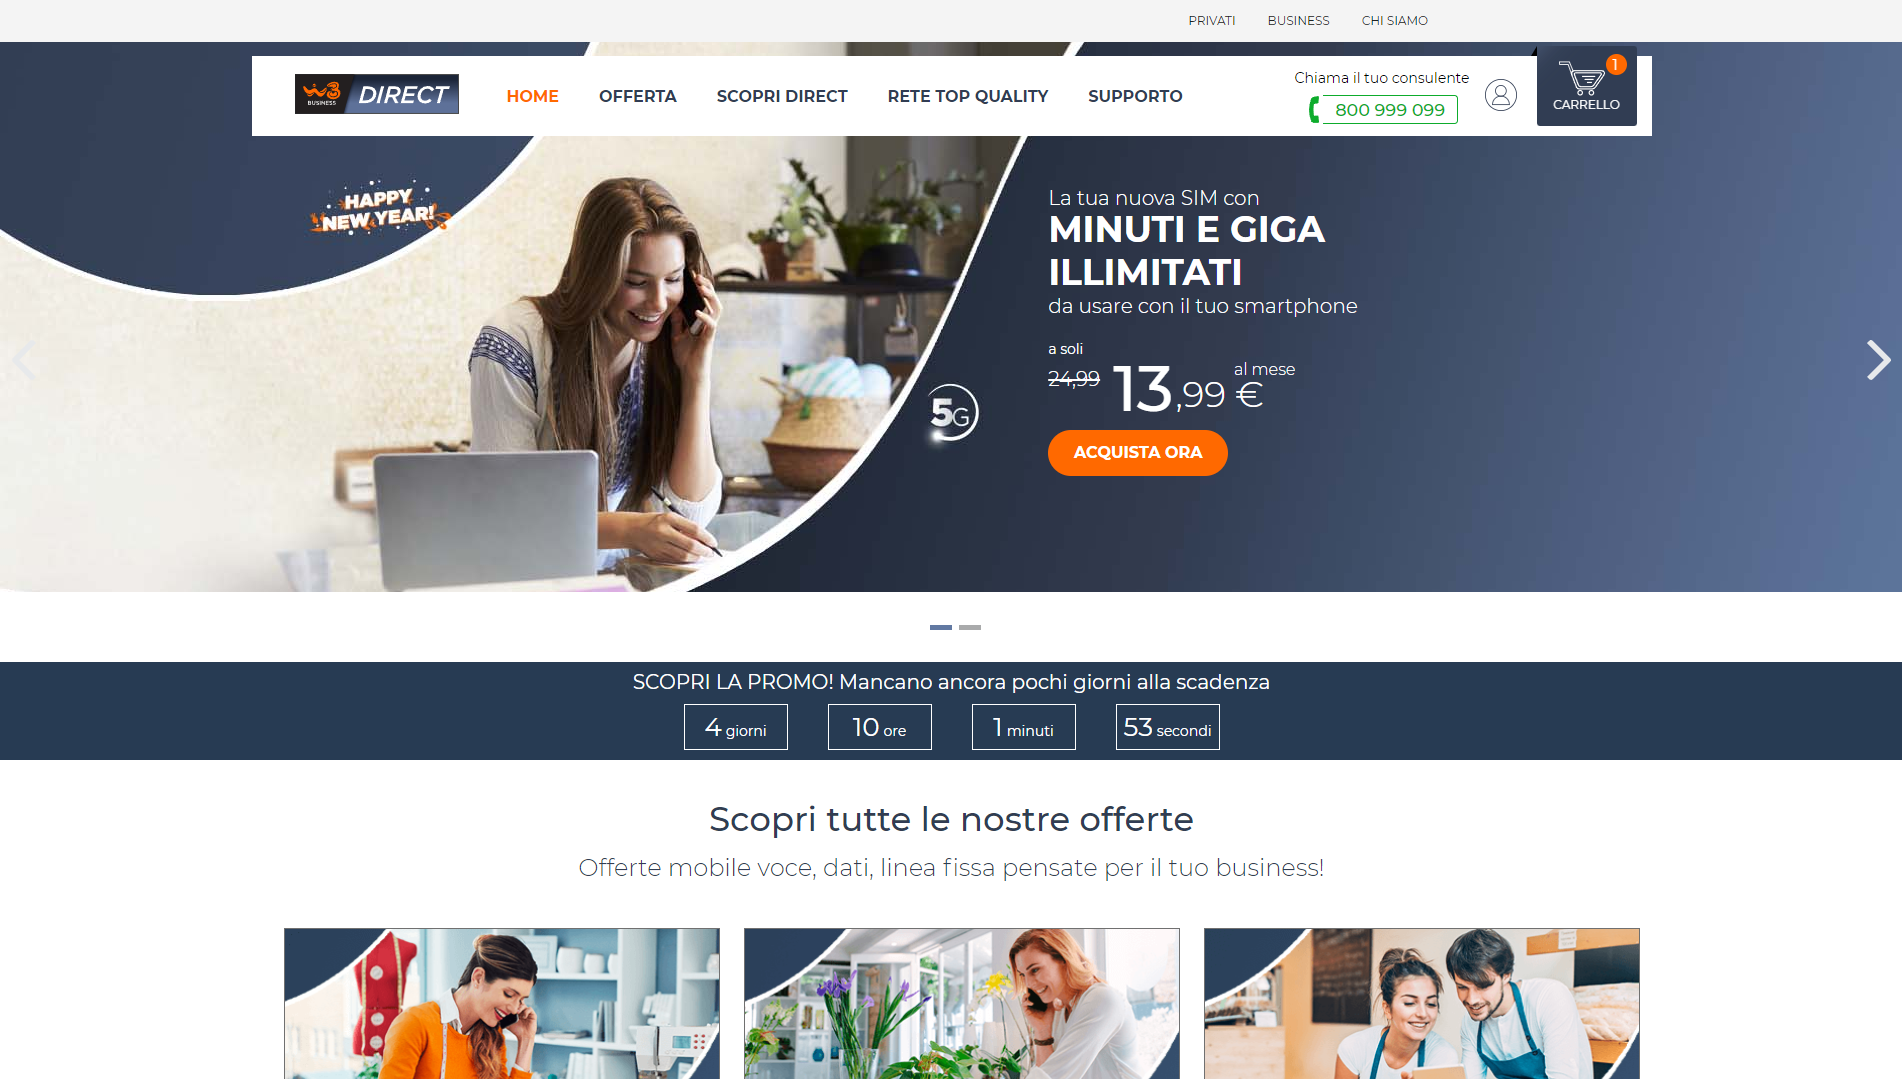 PRIVATI BUSINESS CHI SIAMO
W3 BUSINESS DIRECT
HOME OFFERTA SCOPRI DIRECT RETE TOP QUALITY SUPPORTO
Chiama il tuo consulente
800 999 099
1
CARRELLO
HAPPY
NEW YEAR!
La tua nuova SIM con
MINUTI E GIGA
ILLIMITATI
da usare con il tuo smartphone
a soli
24,99 13,99 € al mese
5G
ACQUISTA ORA
SCOPRI LA PROMO! Mancano ancora pochi giorni alla scadenza
4 giorni 10 ore 1 minuti 53 secondi
Scopri tutte le nostre offerte
Offerte mobile voce, dati, linea fissa pensate per il tuo business!